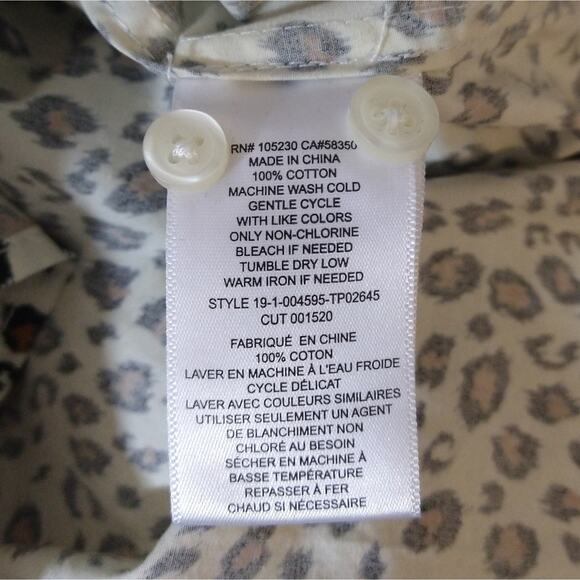 RN# 105230 CA#58350
MADE IN CHINA
100% COTTON
MACHINE WASH COLD
GENTLE CYCLE
WITH LIKE COLORS
ONLY NON-CHLORINE
BLEACH IF NEEDED
TUMBLE DRY LOW
WARM IRON IF NEEDED
STYLE 19-1-004595-TP02645
CUT 001520
FABRIQUÉ EN CHINE
100% COTON
LAVER EN MACHINE À L'EAU FROIDE
CYCLE DÉLICAT
LAVER AVEC COULEURS SIMILAIRES
UTILISER SEULEMENT UN AGENT
DE BLANCHIMENT NON
CHLORÉ AU BESOIN
SÉCHER EN MACHINE À
BASSE TEMPÉRATURE
REPASSER À FER
CHAUD SI NÉCESSAIRE